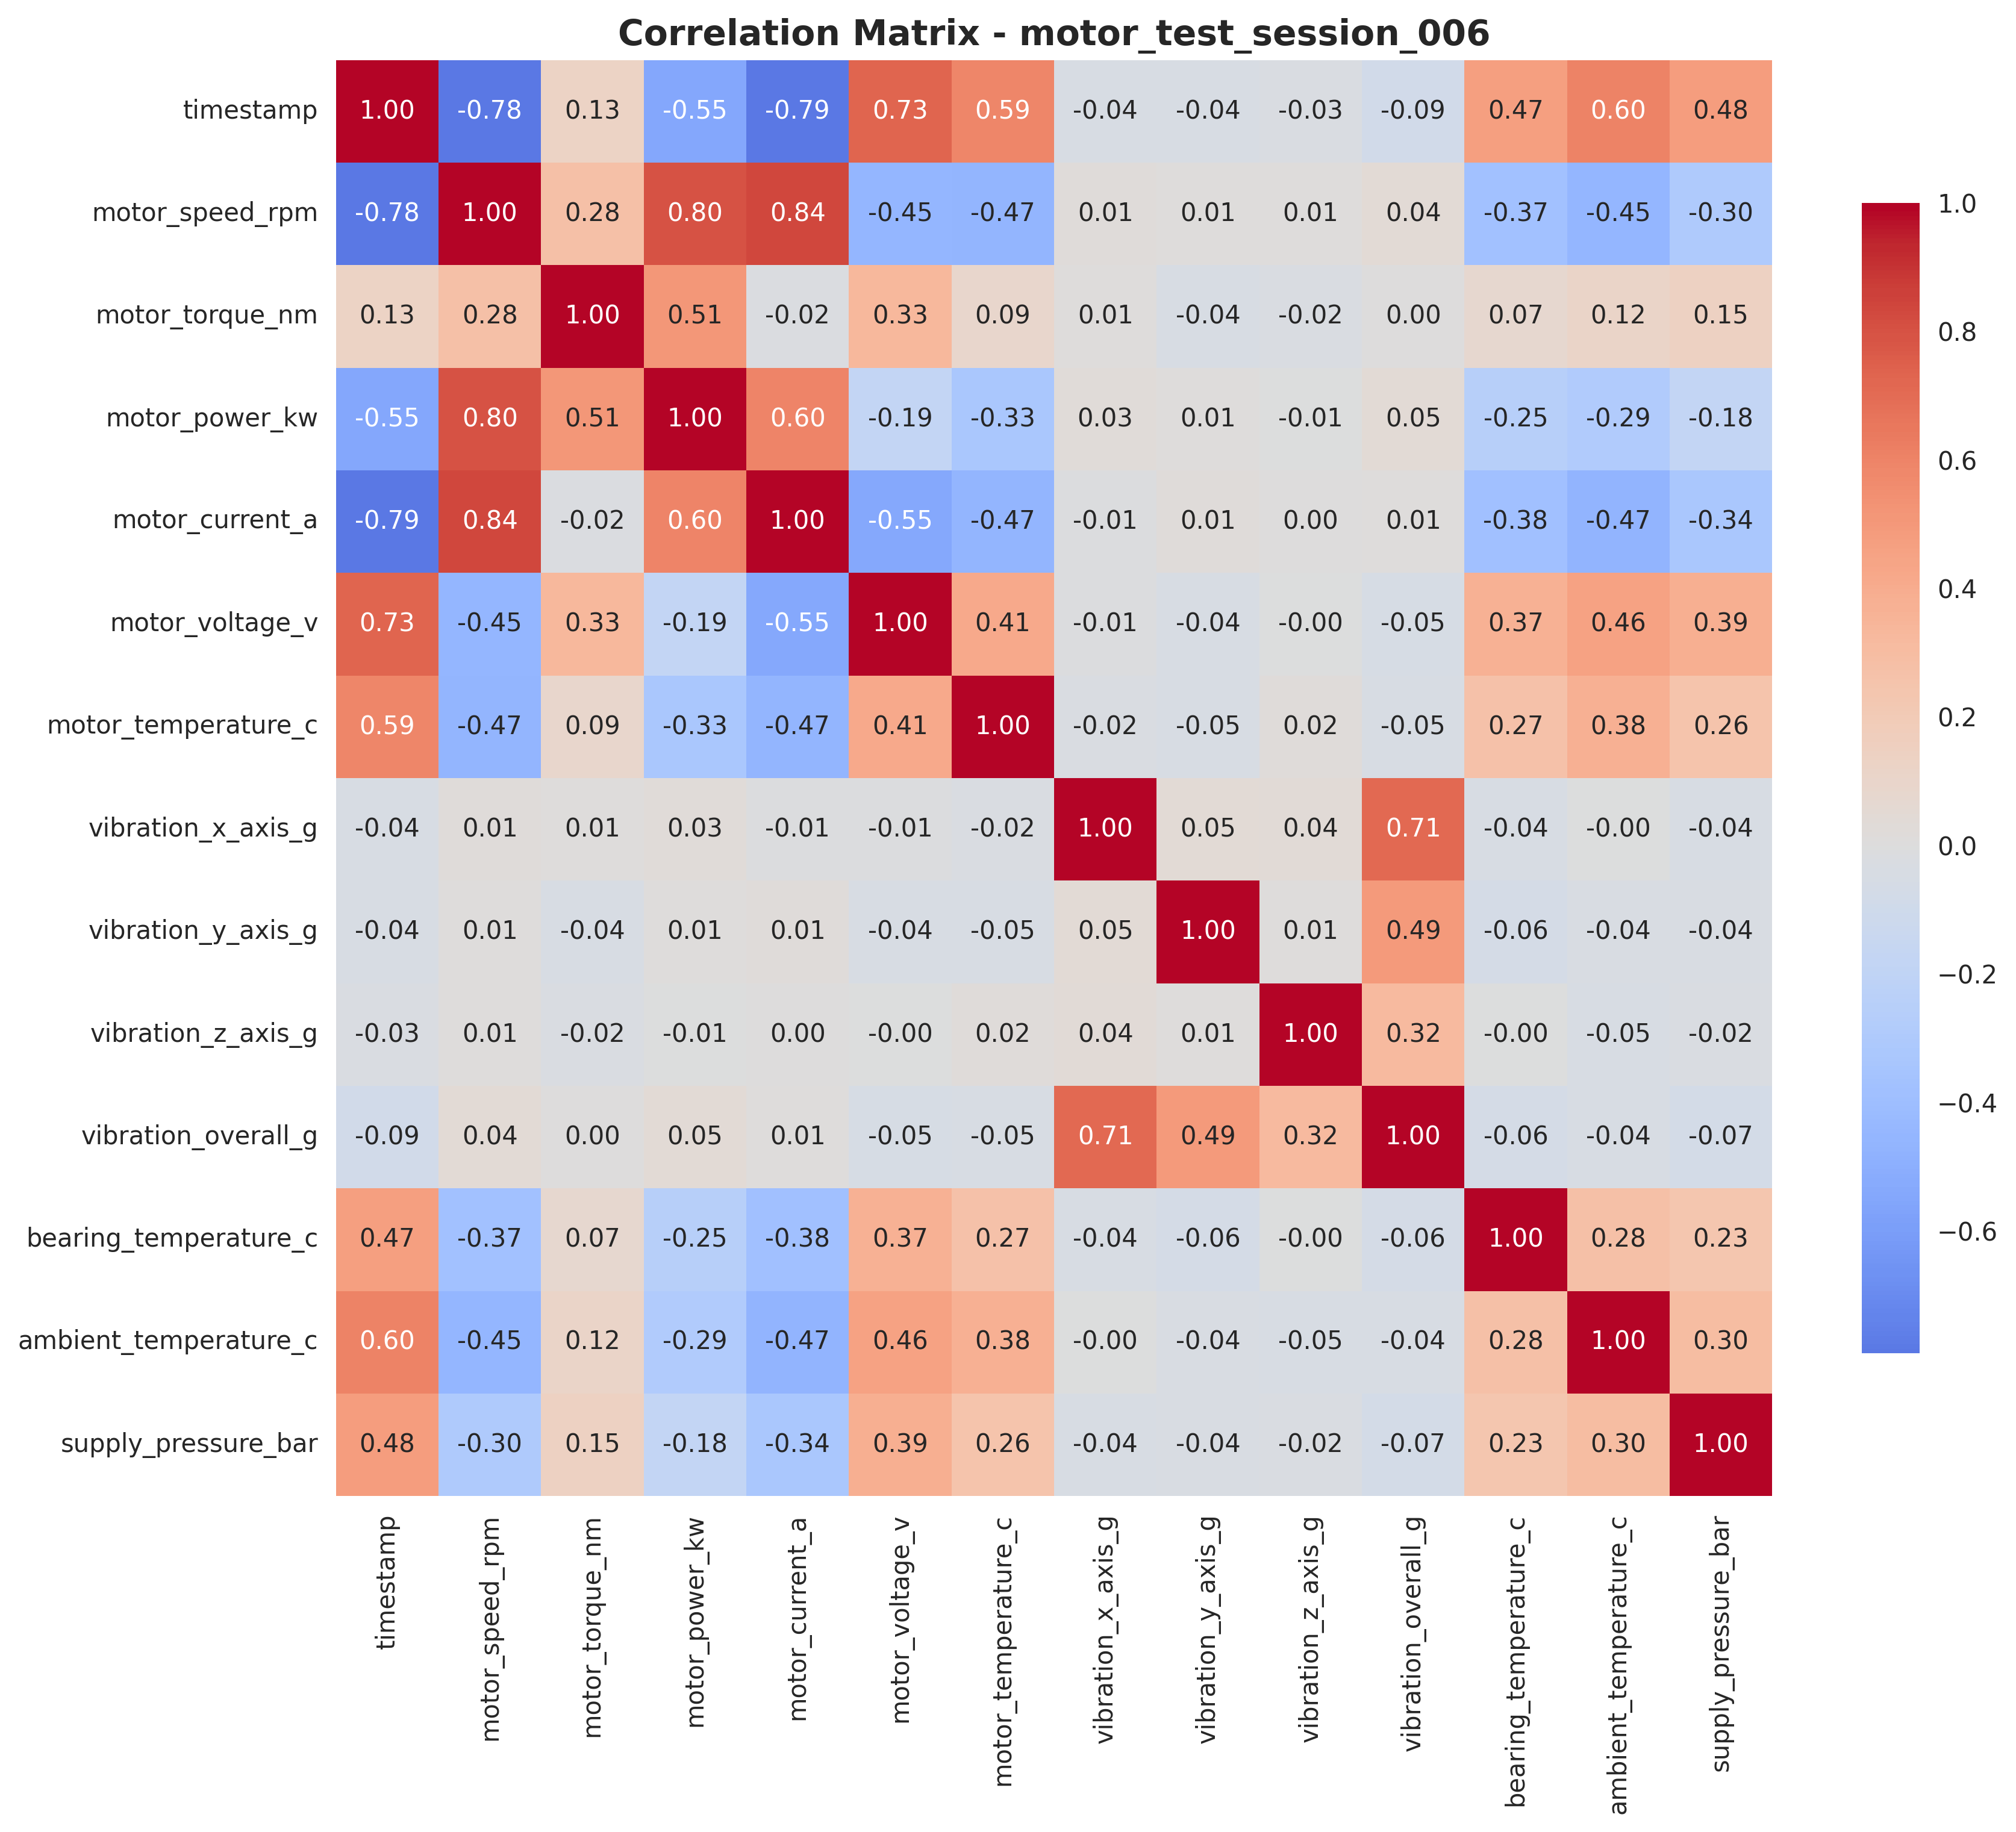 Correlation Matrix - motor_test_session_006
timestamp 1.00 -0.78 0.13 -0.55 -0.79 0.73 0.59 -0.04 -0.04 -0.03 -0.09 0.47 0.60 0.48
motor_speed_rpm -0.78 1.00 0.28 0.80 0.84 -0.45 -0.47 0.01 0.01 0.01 0.04 -0.37 -0.45 -0.30
motor_torque_nm 0.13 0.28 1.00 0.51 -0.02 0.33 0.09 0.01 -0.04 -0.02 0.00 0.07 0.12 0.15
motor_power_kw -0.55 0.80 0.51 1.00 0.60 -0.19 -0.33 0.03 0.01 -0.01 0.05 -0.25 -0.29 -0.18
motor_current_a -0.79 0.84 -0.02 0.60 1.00 -0.55 -0.47 -0.01 0.01 0.00 0.01 -0.38 -0.47 -0.34
motor_voltage_v 0.73 -0.45 0.33 -0.19 -0.55 1.00 0.41 -0.01 -0.04 -0.00 -0.05 0.37 0.46 0.39
motor_temperature_c 0.59 -0.47 0.09 -0.33 -0.47 0.41 1.00 -0.02 -0.05 0.02 -0.05 0.27 0.38 0.26
vibration_x_axis_g -0.04 0.01 0.01 0.03 -0.01 -0.01 -0.02 1.00 0.05 0.04 0.71 -0.04 -0.00 -0.04
vibration_y_axis_g -0.04 0.01 -0.04 0.01 0.01 -0.04 -0.05 0.05 1.00 0.01 0.49 -0.06 -0.04 -0.04
vibration_z_axis_g -0.03 0.01 -0.02 -0.01 0.00 -0.00 0.02 0.04 0.01 1.00 0.32 -0.00 -0.05 -0.02
vibration_overall_g -0.09 0.04 0.00 0.05 0.01 -0.05 -0.05 0.71 0.49 0.32 1.00 -0.06 -0.04 -0.07
bearing_temperature_c 0.47 -0.37 0.07 -0.25 -0.38 0.37 0.27 -0.04 -0.06 -0.00 -0.06 1.00 0.28 0.23
ambient_temperature_c 0.60 -0.45 0.12 -0.29 -0.47 0.46 0.38 -0.00 -0.04 -0.05 -0.04 0.28 1.00 0.30
supply_pressure_bar 0.48 -0.30 0.15 -0.18 -0.34 0.39 0.26 -0.04 -0.04 -0.02 -0.07 0.23 0.30 1.00
timestamp
motor_speed_rpm
motor_torque_nm
motor_power_kw
motor_current_a
motor_voltage_v
motor_temperature_c
vibration_x_axis_g
vibration_y_axis_g
vibration_z_axis_g
vibration_overall_g
bearing_temperature_c
ambient_temperature_c
supply_pressure_bar
1.0
0.8
0.6
0.4
0.2
0.0
−0.2
−0.4
−0.6